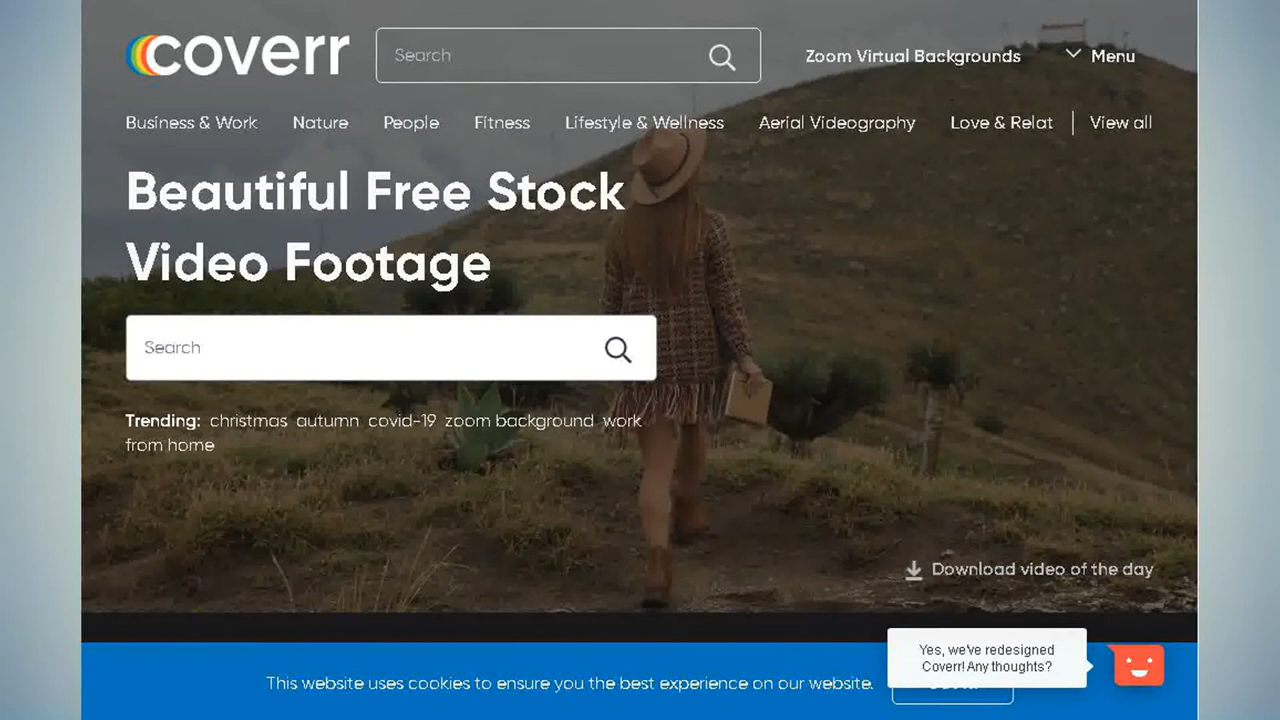 coverr
Search
Zoom Virtual Backgrounds
Menu
Business & Work
Nature
People
Fitness
Lifestyle & Wellness
Aerial Videography
Love & Relat
View all
Beautiful Free Stock
Video Footage
Search
Trending: christmas autumn covid-19 zoom background work
from home
Download video of the day
Yes, we've redesigned
Coverr! Any thoughts?
This website uses cookies to ensure you the best experience on our website.